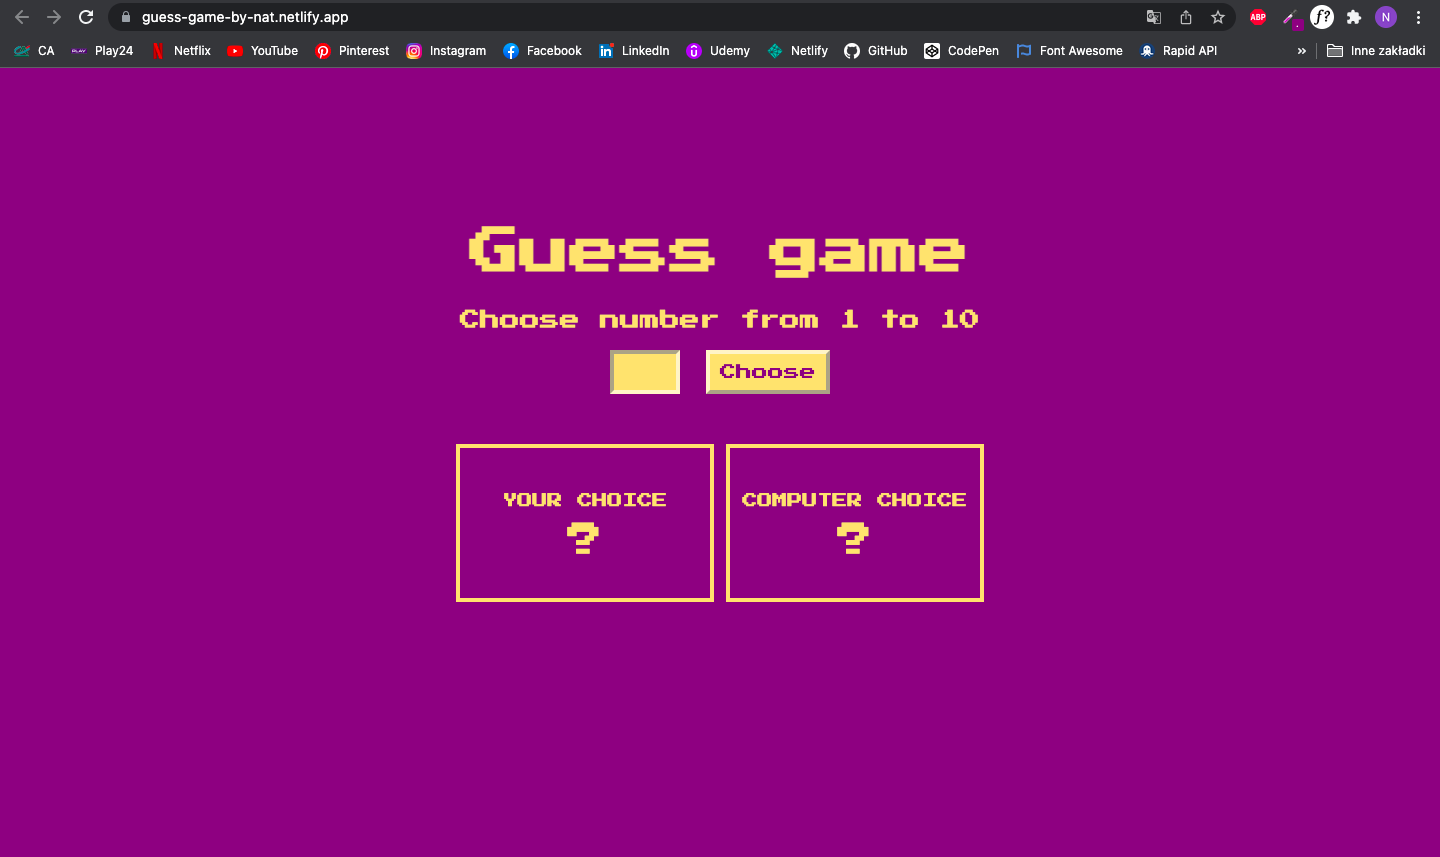 guess-game-by-nat.netlify.app
ABP f? N
CA Play24 Netflix YouTube Pinterest Instagram Facebook LinkedIn Udemy Netlify GitHub CodePen Font Awesome Rapid API » Inne zakładki
Guess game
Choose number from 1 to 10
Choose
YOUR CHOICE
?
COMPUTER CHOICE
?